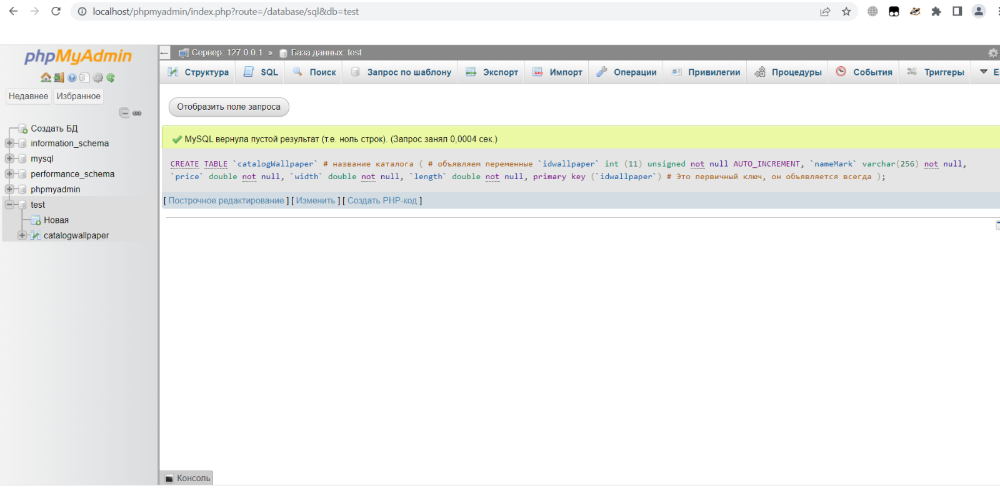 localhost/phpmyadmin/index.php?route=/database/sql&db=test
phpMyAdmin
Недавнее Избранное
Создать БД
information_schema
mysql
performance_schema
phpmyadmin
test
Новая
catalogwallpaper
Сервер: 127.0.0.1 » База данных: test
Структура SQL Поиск Запрос по шаблону Экспорт Импорт Операции Привилегии Процедуры События Триггеры
Отобразить поле запроса
MySQL вернула пустой результат (т.е. ноль строк). (Запрос занял 0,0004 сек.)
CREATE TABLE `catalogWallpaper` # название каталога ( # объявляем переменные `idwallpaper` int (11) unsigned not null AUTO_INCREMENT, `nameMark` varchar(256) not null,
`price` double not null, `width` double not null, `length` double not null, primary key (`idwallpaper`) # Это первичный ключ, он объявляется всегда );
[ Построчное редактирование ] [ Изменить ] [ Создать PHP-код ]
Консоль